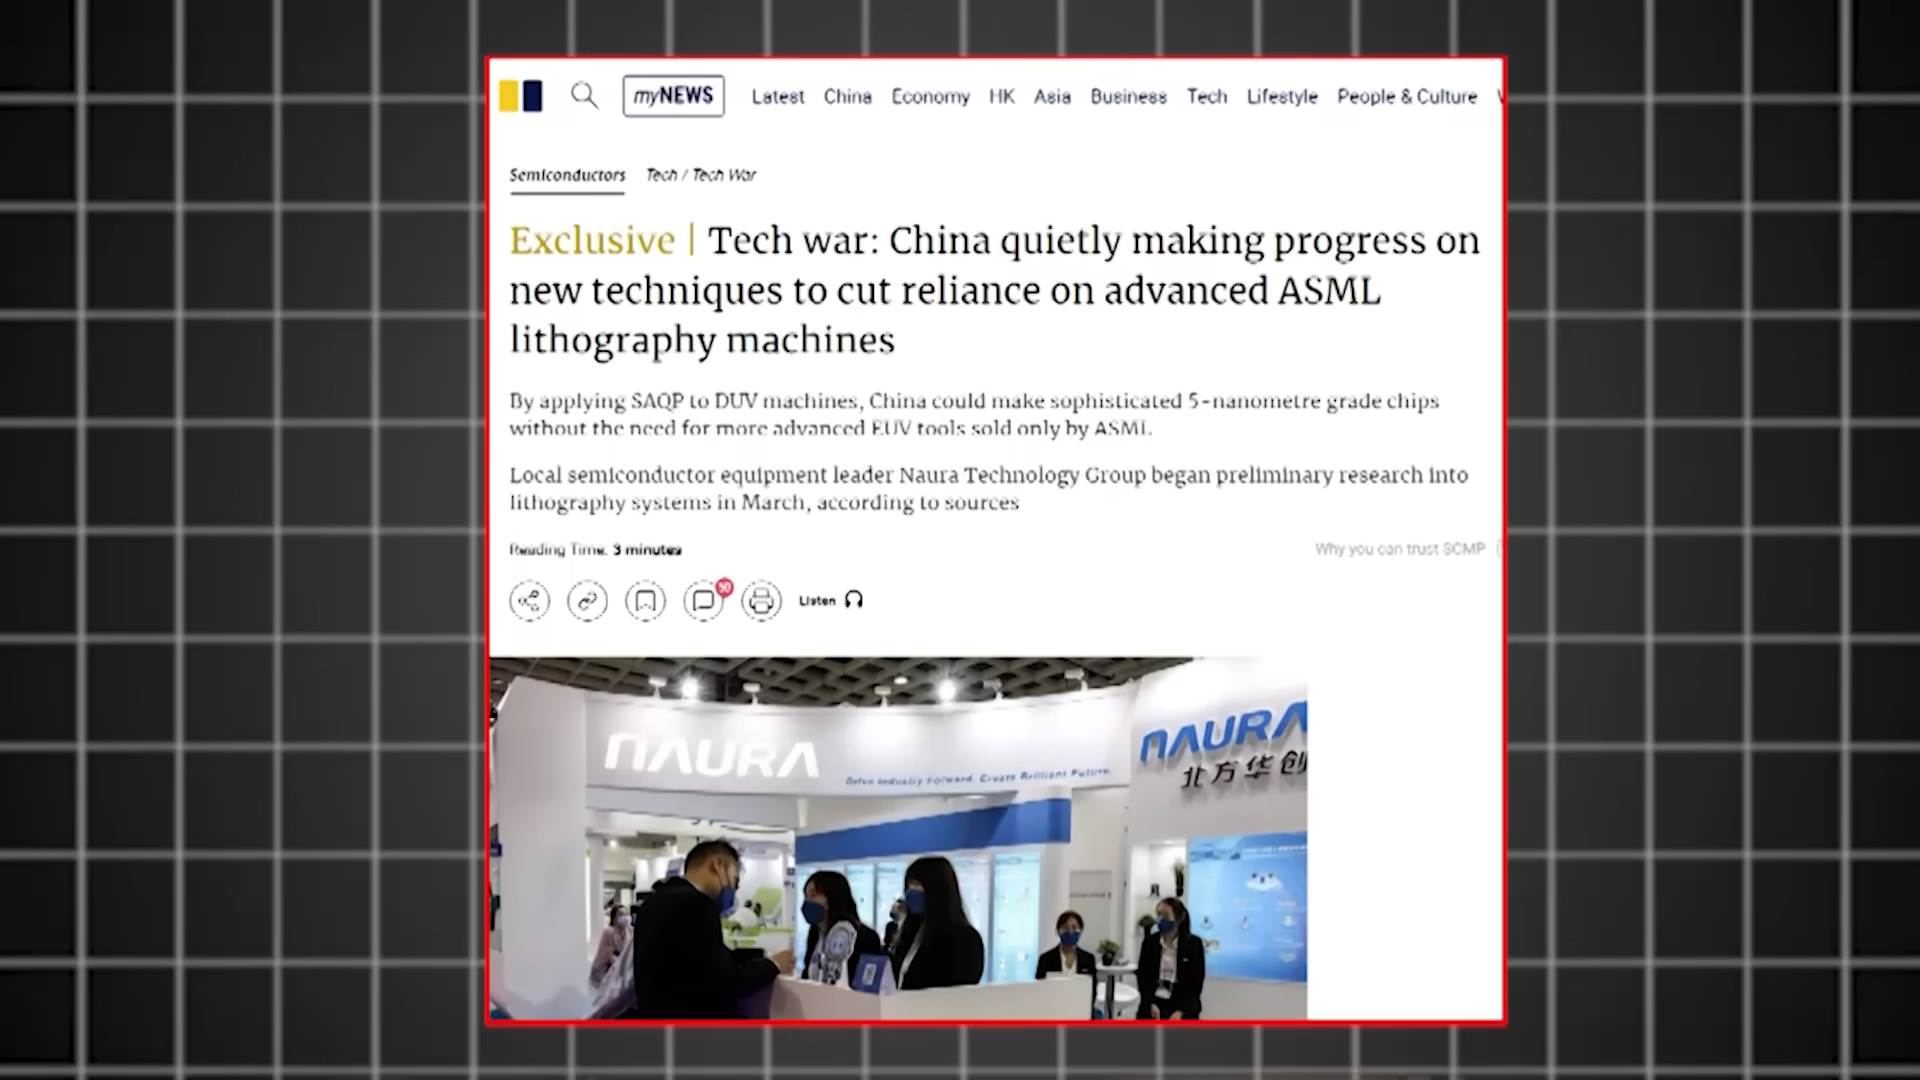 myNEWS Latest China Economy HK Asia Business Tech Lifestyle People & Culture
Semiconductors Tech / Tech War
Exclusive | Tech war: China quietly making progress on
new techniques to cut reliance on advanced ASML
lithography machines
By applying SAQP to DUV machines, China could make sophisticated 5-nanometre grade chips
without the need for more advanced EUV tools sold only by ASML
Local semiconductor equipment leader Naura Technology Group began preliminary research into
lithography systems in March, according to sources
Reading Time: 3 minutes
Why you can trust SCMP
50
Listen
NAURA
Drive Industry Forward. Create Brilliant Future.
NAURA
北方华创